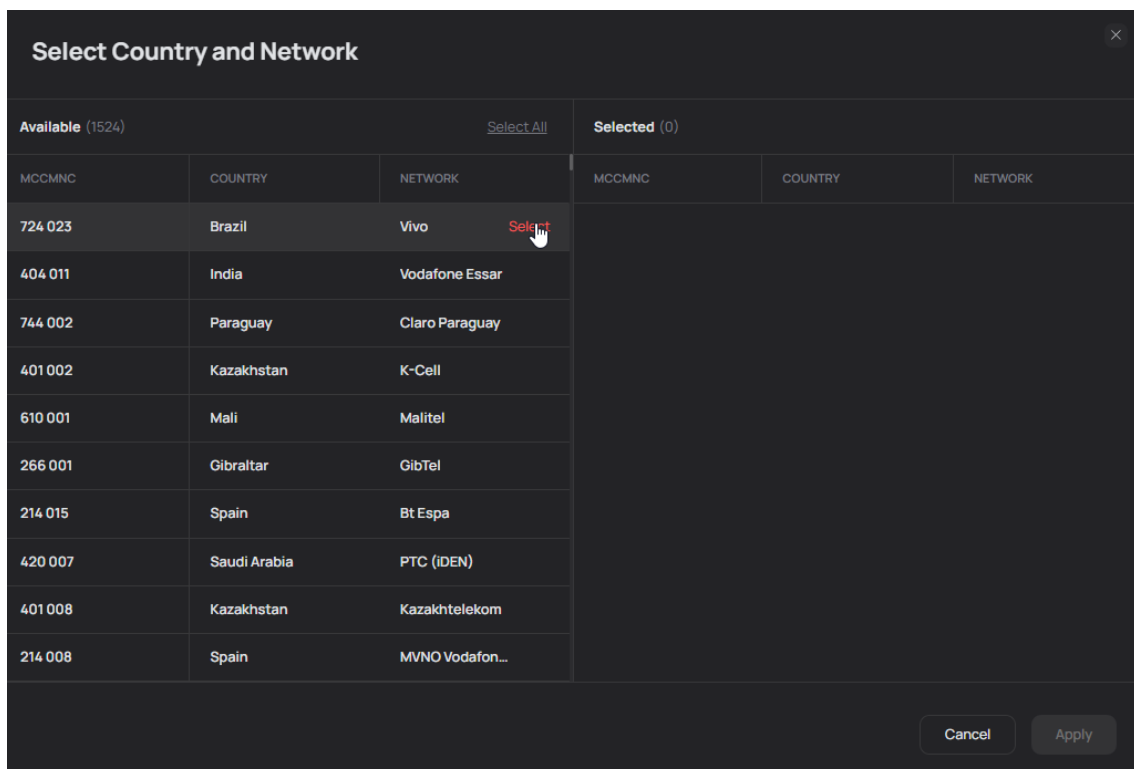 Select Country and Network
Available (1524) Select All Selected (0)
MCCMNC COUNTRY NETWORK MCCMNC COUNTRY NETWORK
724 023 Brazil Vivo Select
404 011 India Vodafone Essar
744 002 Paraguay Claro Paraguay
401 002 Kazakhstan K-Cell
610 001 Mali Malitel
266 001 Gibraltar GibTel
214 015 Spain Bt Espa
420 007 Saudi Arabia PTC (iDEN)
401 008 Kazakhstan Kazakhtelekom
214 008 Spain MVNO Vodafon...
Cancel Apply